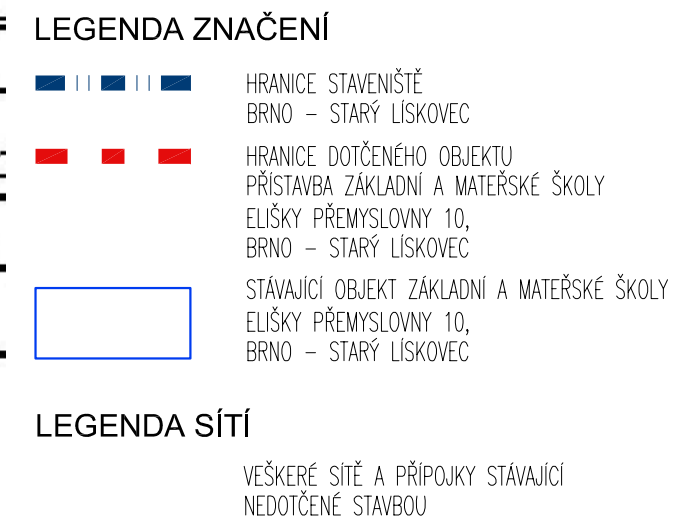 LEGENDA ZNAČENÍ
HRANICE STAVENIŠTĚ
BRNO – STARÝ LÍSKOVEC
HRANICE DOTČENÉHO OBJEKTU
PŘÍSTAVBA ZÁKLADNÍ A MATEŘSKÉ ŠKOLY
ELIŠKY PŘEMYSLOVNY 10,
BRNO – STARÝ LÍSKOVEC
STÁVAJÍCÍ OBJEKT ZÁKLADNÍ A MATEŘSKÉ ŠKOLY
ELIŠKY PŘEMYSLOVNY 10,
BRNO – STARÝ LÍSKOVEC
LEGENDA SÍTÍ
VEŠKERÉ SÍTĚ A PŘÍPOJKY STÁVAJÍCÍ
NEDOTČENÉ STAVBOU